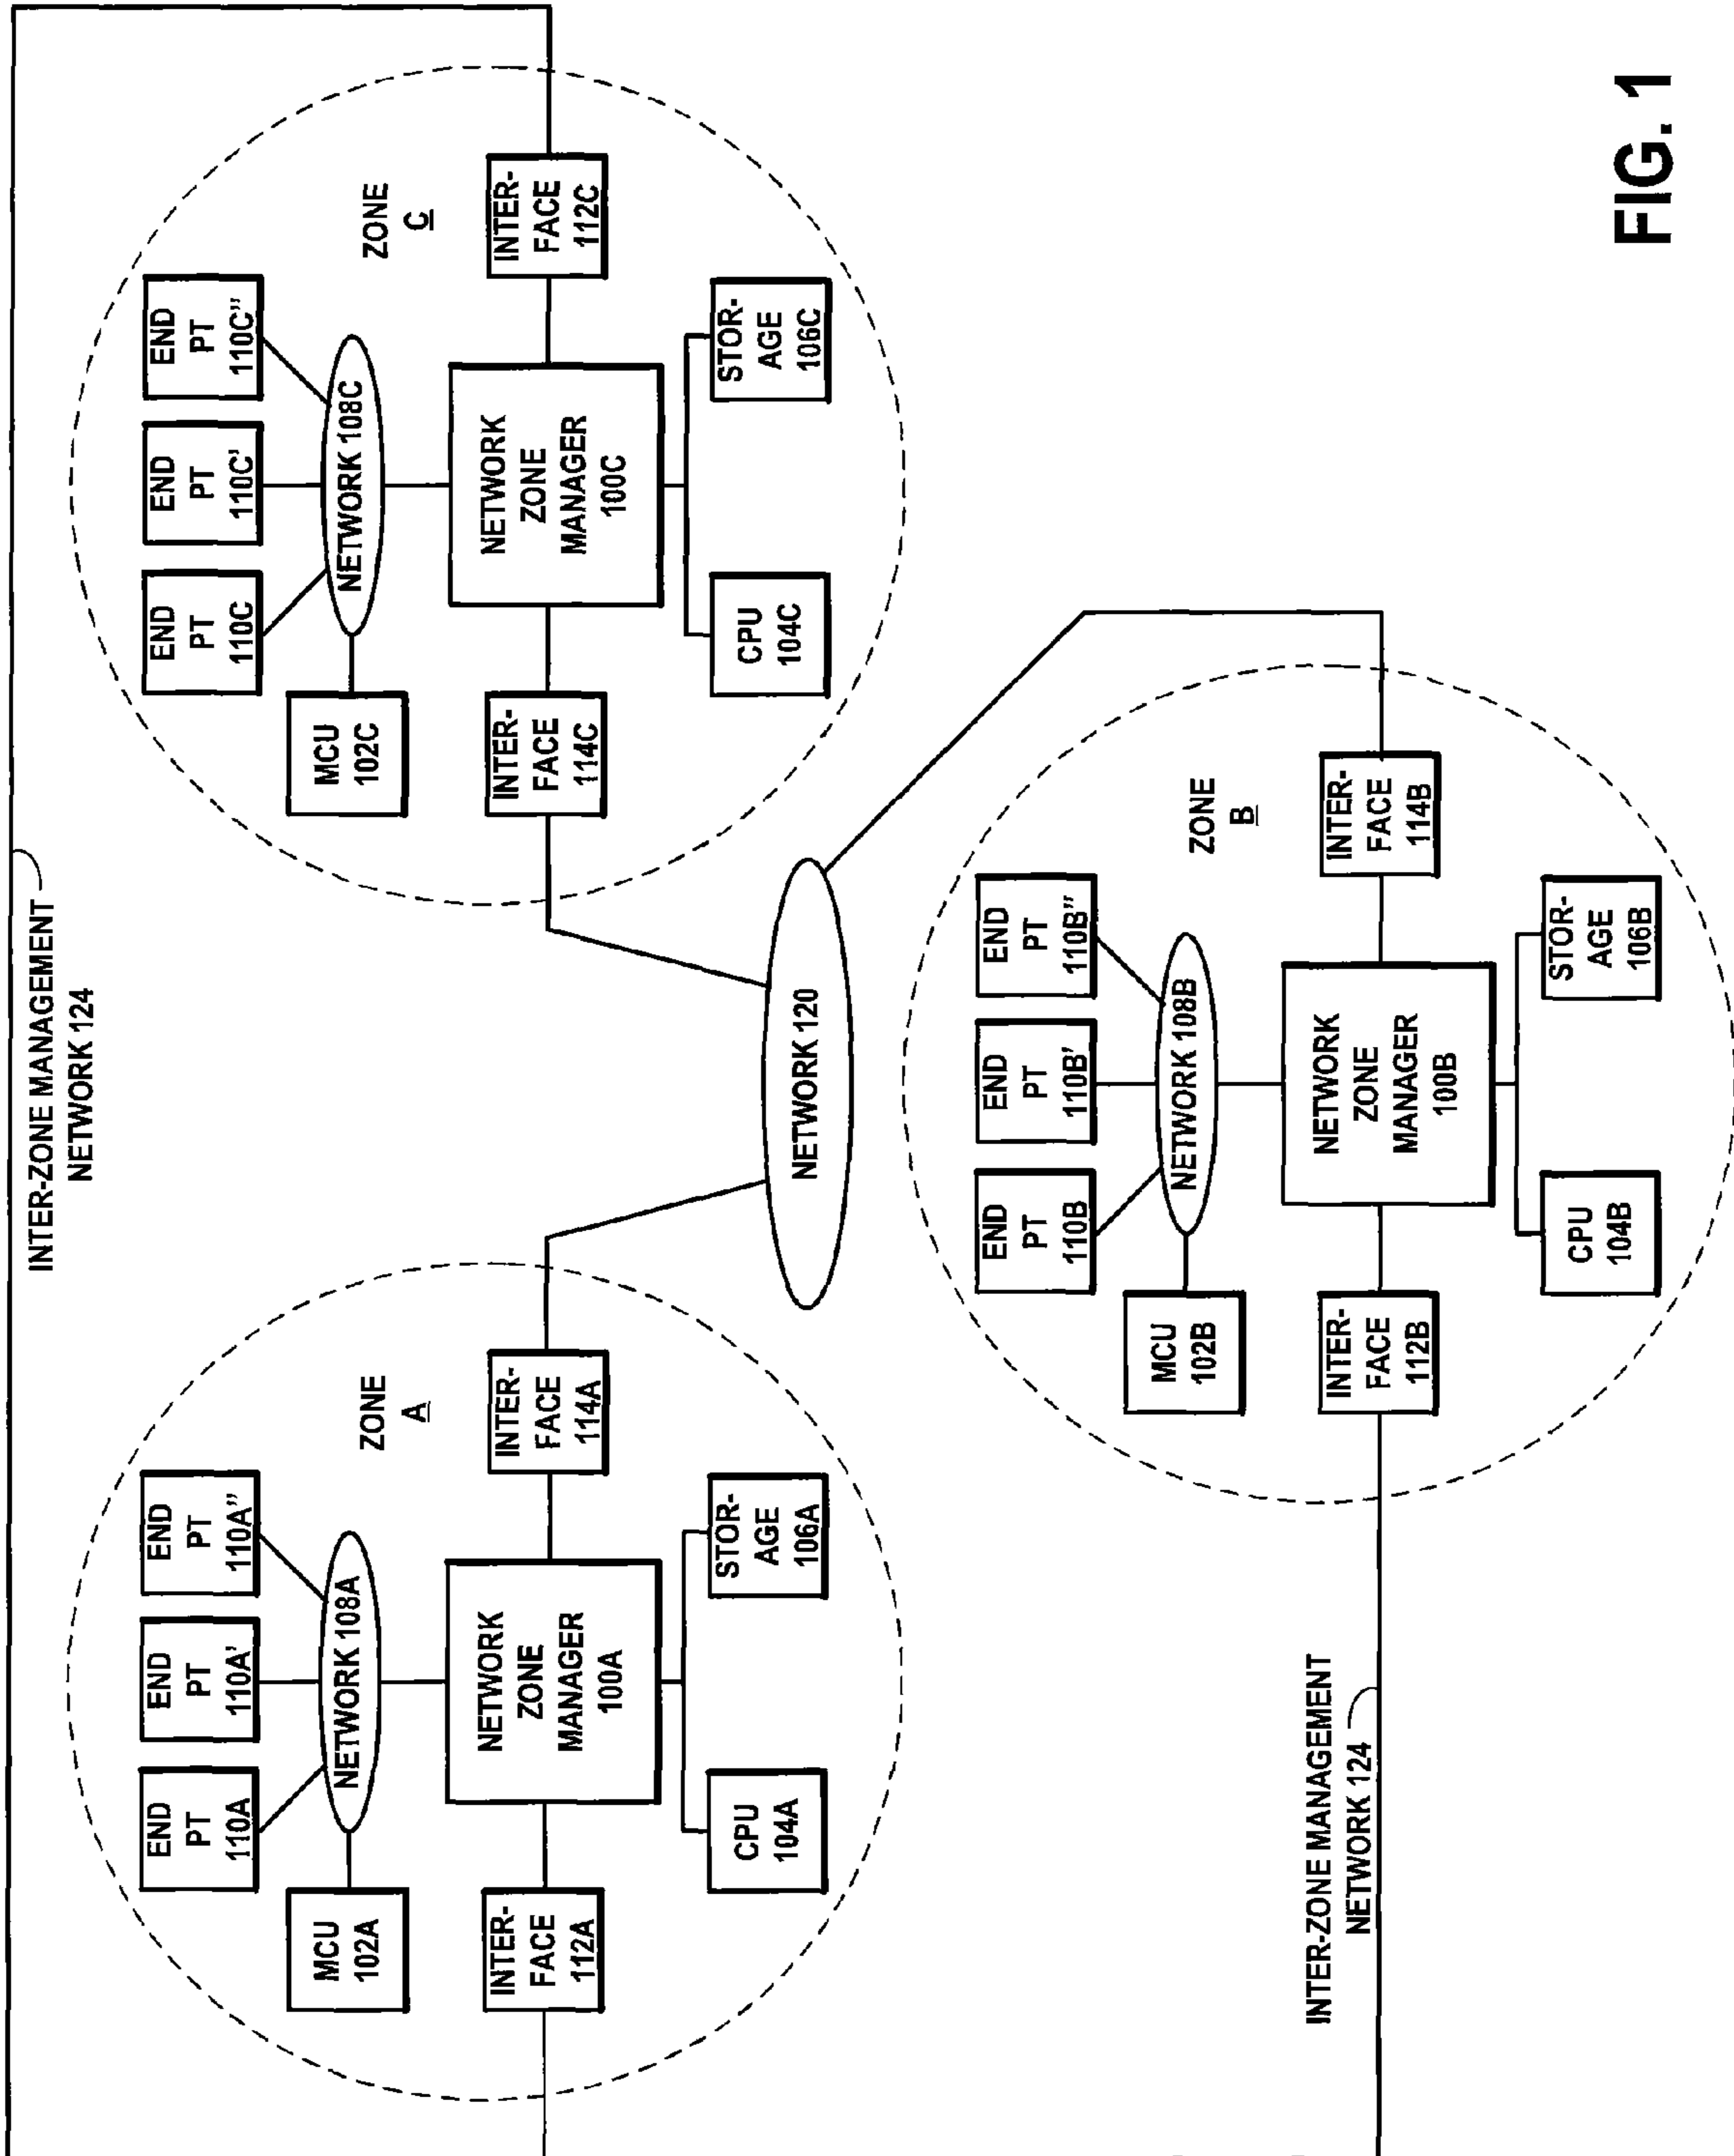 INTER-ZONE MANAGEMENT
NETWORK 124
END
PT
110A
END
PT
110A'
END
PT
110A"
MCU
102A
NETWORK 108A
ZONE
A
INTER-
FACE
112A
NETWORK
ZONE
MANAGER
100A
INTER-
FACE
114A
CPU
104A
STOR-
AGE
106A
END
PT
110C
END
PT
110C'
END
PT
110C"
MCU
102C
NETWORK 108C
ZONE
C
INTER-
FACE
114C
NETWORK
ZONE
MANAGER
100C
INTER-
FACE
112C
CPU
104C
STOR-
AGE
106C
NETWORK 120
END
PT
110B
END
PT
110B'
END
PT
110B"
MCU
102B
NETWORK 108B
ZONE
B
INTER-
FACE
112B
NETWORK
ZONE
MANAGER
100B
INTER-
FACE
114B
CPU
104B
STOR-
AGE
106B
INTER-ZONE MANAGEMENT
NETWORK 124
FIG. 1